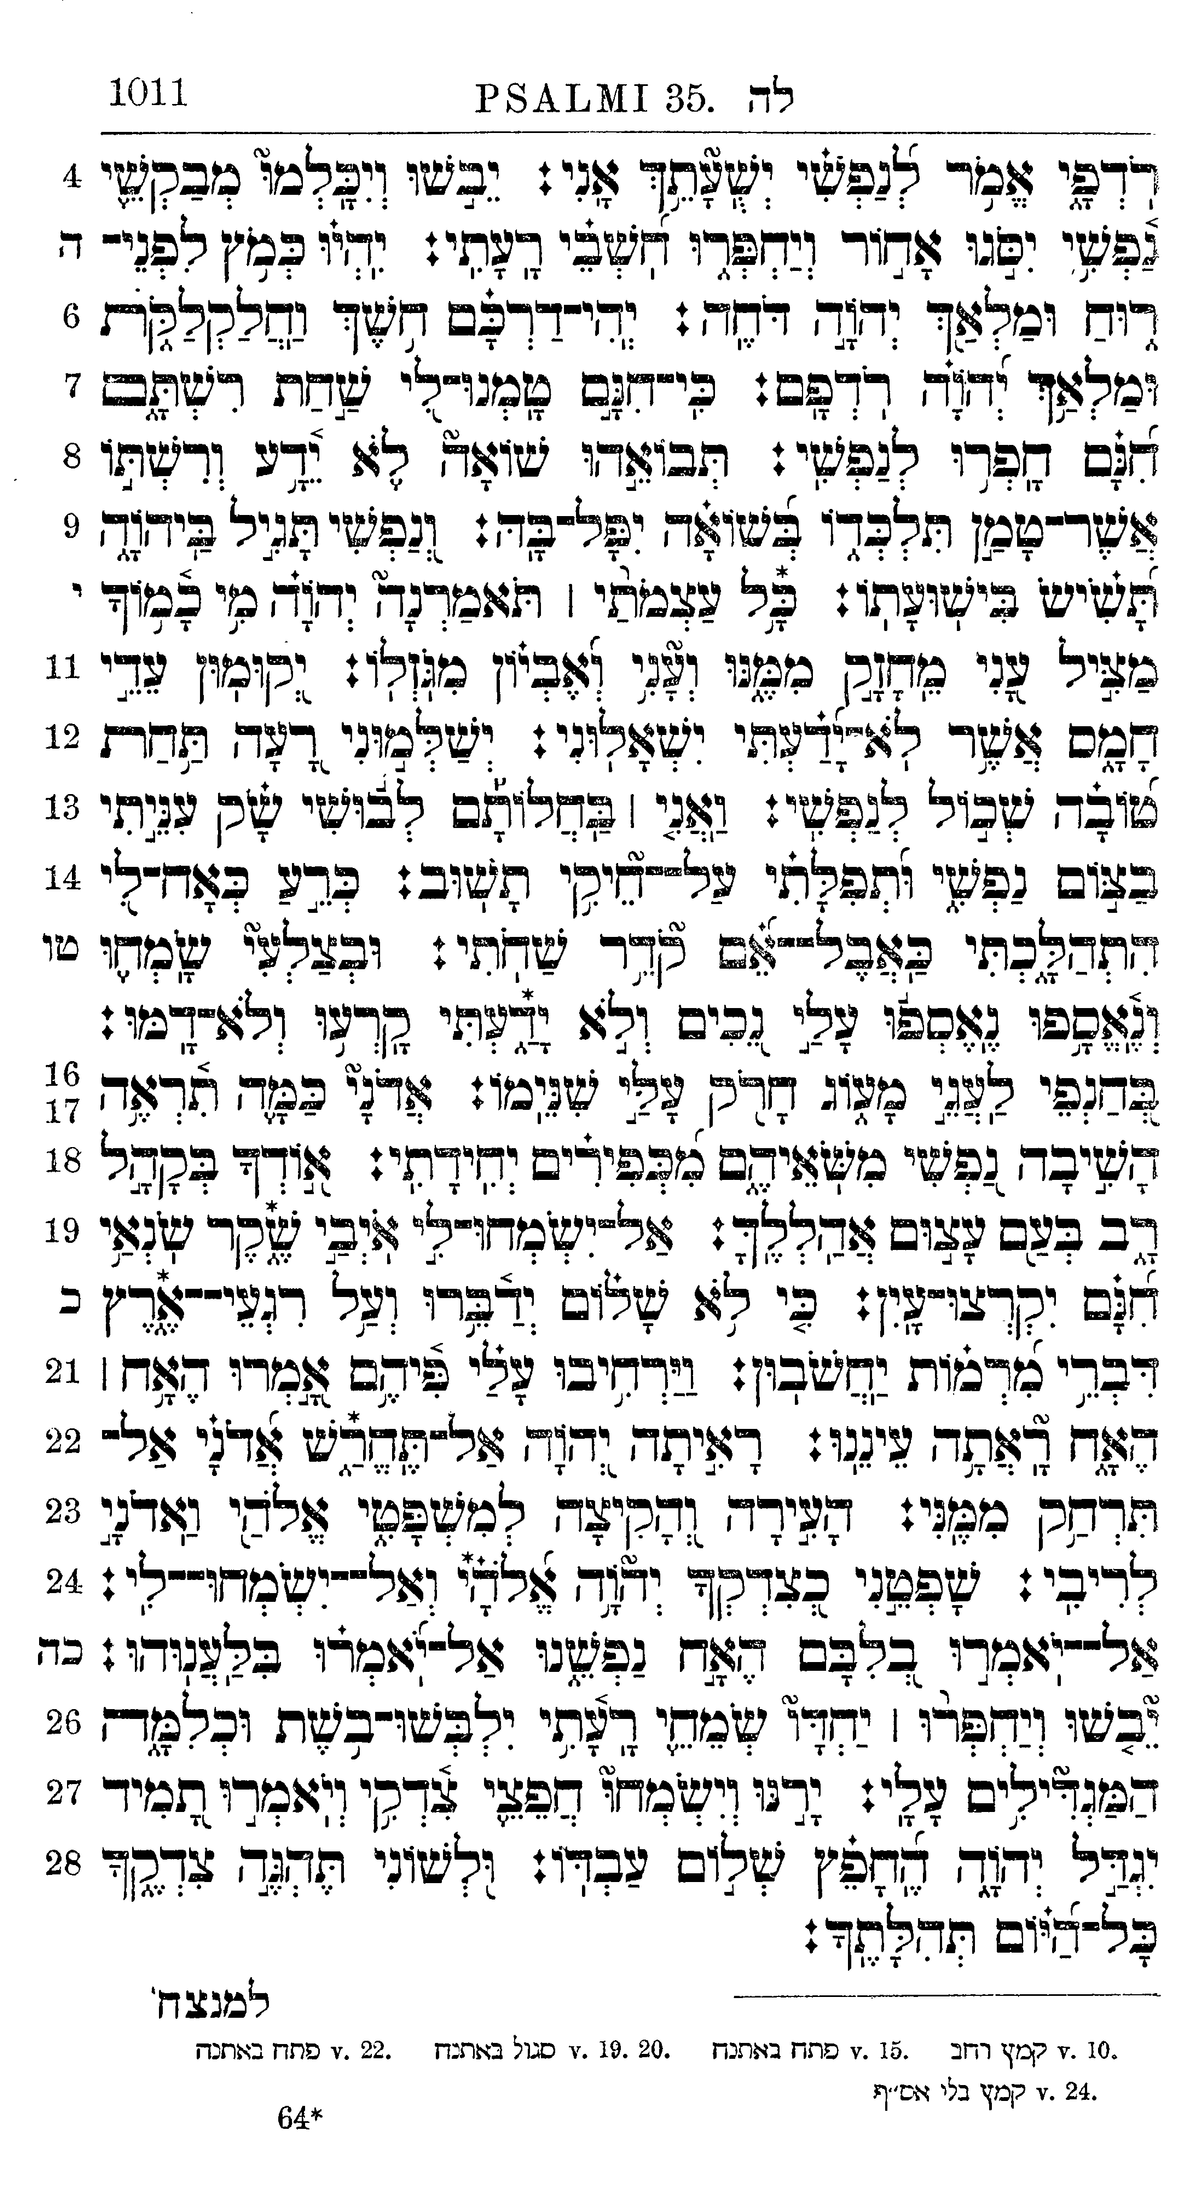 1011 PSALMI 35. לה
רֹדְפָי אֱמֹר לְנַפְשִׁי יְשֻׁעָתֵךְ אָנִי׃ יֵבֹשׁוּ וְיִכָּלְמוּ מְבַקְשֵׁי 4
נַפְשִׁי יִסֹּגוּ אָחוֹר וְיַחְפְּרוּ חֹשְׁבֵי רָעָתִי׃ יִהְיוּ כְּמֹץ לִפְנֵי־ ה
רוּחַ וּמַלְאַךְ יְהוָֹה דֹּחֶה׃ יְהִי־דַרְכָּם חֹשֶׁךְ וַחֲלַקְלַקֹּת 6
וּמַלְאַךְ יְהוָֹה רֹדְפָם׃ כִּי־חִנָּם טָמְנוּ־לִי שַׁחַת רִשְׁתָּם 7
חִנָּם חָפְרוּ לְנַפְשִׁי׃ תְּבוֹאֵהוּ שׁוֹאָה לֹא יֵדָע וְרִשְׁתּוֹ 8
אֲשֶׁר־טָמַן תִּלְכְּדוֹ בְּשׁוֹאָה יִפָּל־בָּהּ׃ וְנַפְשִׁי תָּגִיל בַּיהוָֹה 9
תָּשִׂישׂ בִּישׁוּעָתוֹ׃ כָּל* עַצְמֹתַי ׀ תֹּאמַרְנָה יְהוָֹה מִי כָמוֹךָ י
מַצִּיל עָנִי מֵחָזָק מִמֶּנּוּ וְעָנִי וְאֶבְיוֹן מִגֹּזְלוֹ׃ יְקוּמוּן עֵדֵי 11
חָמָס אֲשֶׁר לֹא־יָדַעְתִּי יִשְׁאָלוּנִי׃ יְשַׁלְּמוּנִי רָעָה תַּחַת 12
טוֹבָה שְׁכוֹל לְנַפְשִׁי׃ וַאֲנִי ׀ בַּחֲלוֹתָם לְבוּשִׁי שָׂק עִנֵּיתִי 13
בַצּוֹם נַפְשִׁי וּתְפִלָּתִי עַל־חֵיקִי תָשׁוּב׃ כְּרֵעַ כְּאָח־לִי 14
הִתְהַלָּכְתִּי כַּאֲבֶל־אֵם קֹדֵר שַׁחֹתִי׃ וּבְצַלְעִי שָׂמְחוּ טו
וְנֶאֱסָפוּ נֶאֶסְפוּ עָלַי נֵכִים וְלֹא יָדַעְתִּי* קָרְעוּ וְלֹא־דָמּוּ׃
בְּחַנְפֵי לַעֲגֵי מָעוֹג חָרֹק עָלַי שִׁנֵּימוֹ׃ אֲדֹנָי כַּמָּה תִרְאֶה 16 17
הָשִׁיבָה נַפְשִׁי מִשֹּׁאֵיהֶם מִכְּפִירִים יְחִידָתִי׃ אוֹדְךָ בְּקָהָל 18
רָב בְּעַם עָצוּם אֲהַלְלֶךָּ׃ אַל־יִשְׂמְחוּ־לִי אֹיְבַי שֶׁקֶר* שֹׂנְאַי 19
חִנָּם יִקְרְצוּ־עָיִן׃ כִּי לֹא שָׁלוֹם יְדַבֵּרוּ וְעַל רִגְעֵי־אֶרֶץ* כ
דִּבְרֵי מִרְמוֹת יַחֲשֹׁבוּן׃ וַיַּרְחִיבוּ עָלַי פִּיהֶם אָמְרוּ הֶאָח ׀ 21
הֶאָח רָאֲתָה עֵינֵנוּ׃ רָאִיתָה יְהוָֹה אַל־תֶּחֱרַשׁ* אֲדֹנָי אַל־ 22
תִּרְחַק מִמֶּנִּי׃ הָעִירָה וְהָקִיצָה לְמִשְׁפָּטִי אֱלֹהַי וַאדֹנָי 23
לְרִיבִי׃ שָׁפְטֵנִי כְצִדְקְךָ יְהוָֹה אֱלֹהָי* וְאַל־יִשְׂמְחוּ־לִי׃ 24
אַל־יֹאמְרוּ בְלִבָּם הֶאָח נַפְשֵׁנוּ אַל־יֹאמְרוּ בִּלַּעֲנוּהוּ׃ כה
יֵבֹשׁוּ וְיַחְפְּרוּ ׀ יַחְדָּו שְׂמֵחֵי רָעָתִי יִלְבְּשׁוּ־בֹשֶׁת וּכְלִמָּה 26
הַמַּגְדִּילִים עָלָי׃ יָרֹנּוּ וְיִשְׂמְחוּ חֲפֵצֵי צִדְקִי וְיֹאמְרוּ תָמִיד 27
יִגְדַּל יְהוָֹה הֶחָפֵץ שְׁלוֹם עַבְדּוֹ׃ וּלְשׁוֹנִי תֶּהְגֶּה צִדְקֶךָ 28
כָּל־הַיּוֹם תְּהִלָּתֶךָ׃
למנצח'
v. 10. קמץ רחב v. 15. פתח באתנח v. 19. 20. סגול באתנח v. 22. פתח באתנח
v. 24. קמץ בלי אס״ף
64*